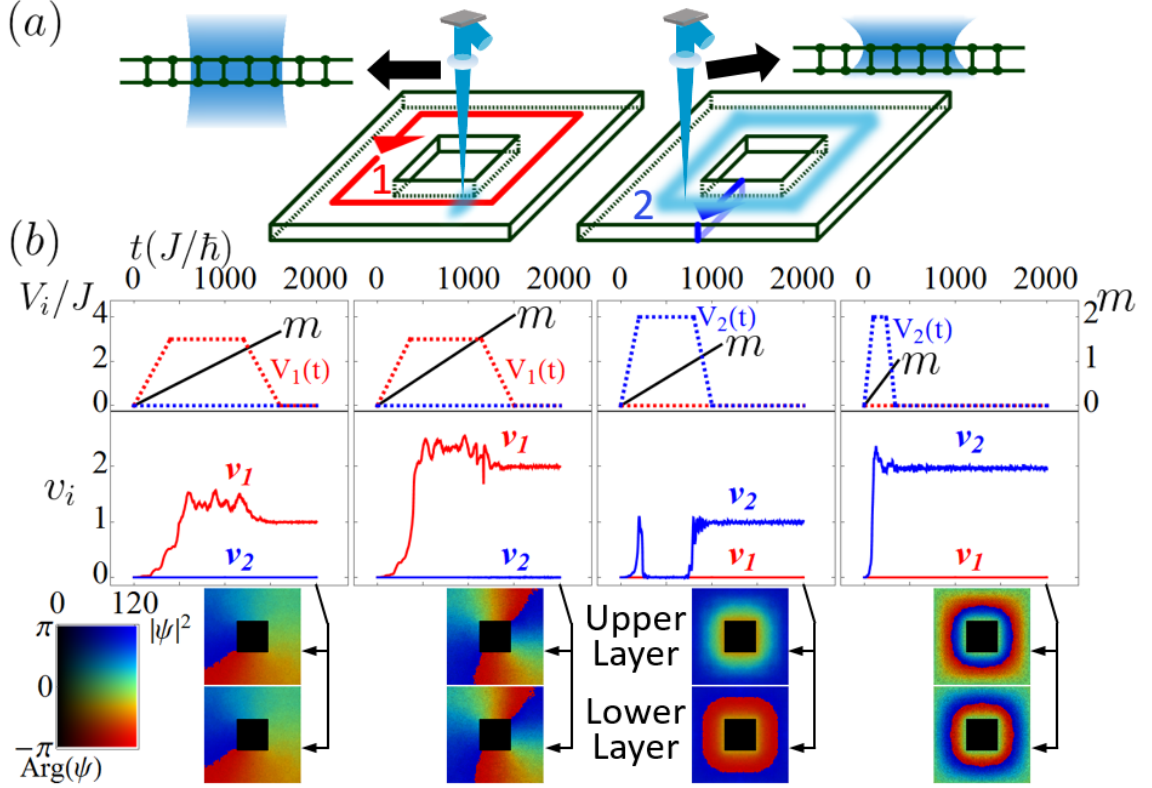 (a)
1
2
(b)
t(J/ħ)
0 1000 2000 0 1000 2000 0 1000 2000 0 1000 2000
V_i/J
m
4
2
0
m
V_1(t)
m
V_1(t)
V_2(t)
m
V_2(t)
m
2
1
0
v_i
2
1
0
v_1
v_2
v_1
v_2
v_2
v_1
v_2
v_1
0 120
|ψ|^2
π
0
-π
Arg(ψ)
Upper
Layer
Lower
Layer